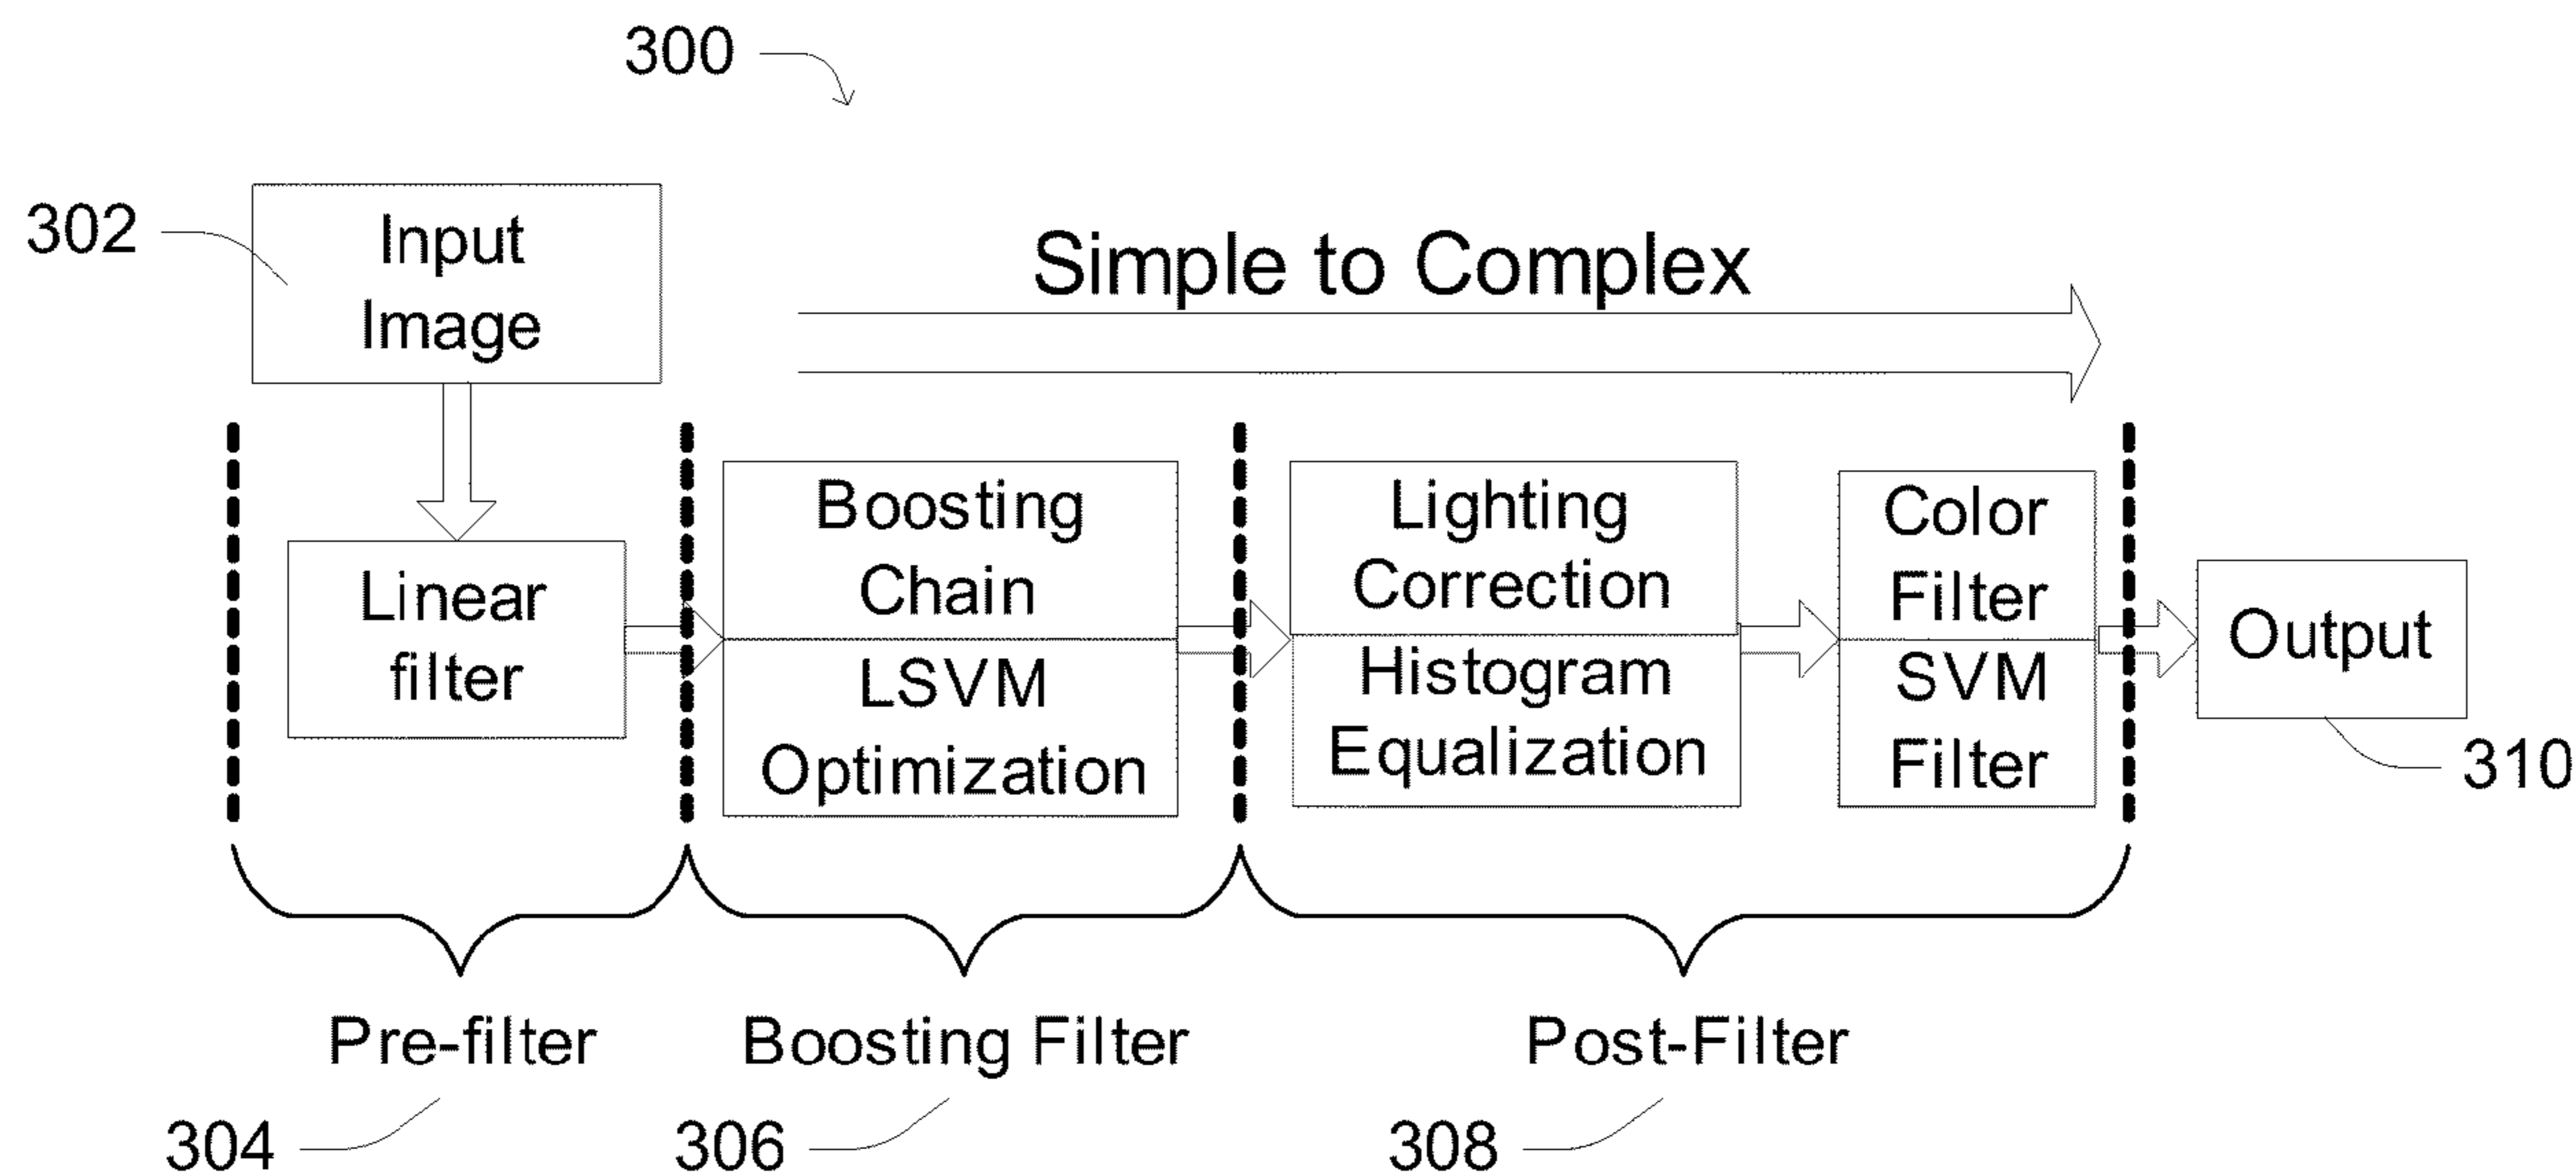 300
302
Input
Image
Simple to Complex
Linear
filter
Boosting
Chain
LSVM
Optimization
Lighting
Correction
Histogram
Equalization
Color
Filter
SVM
Filter
Output
310
Pre-filter
304
Boosting Filter
306
Post-Filter
308